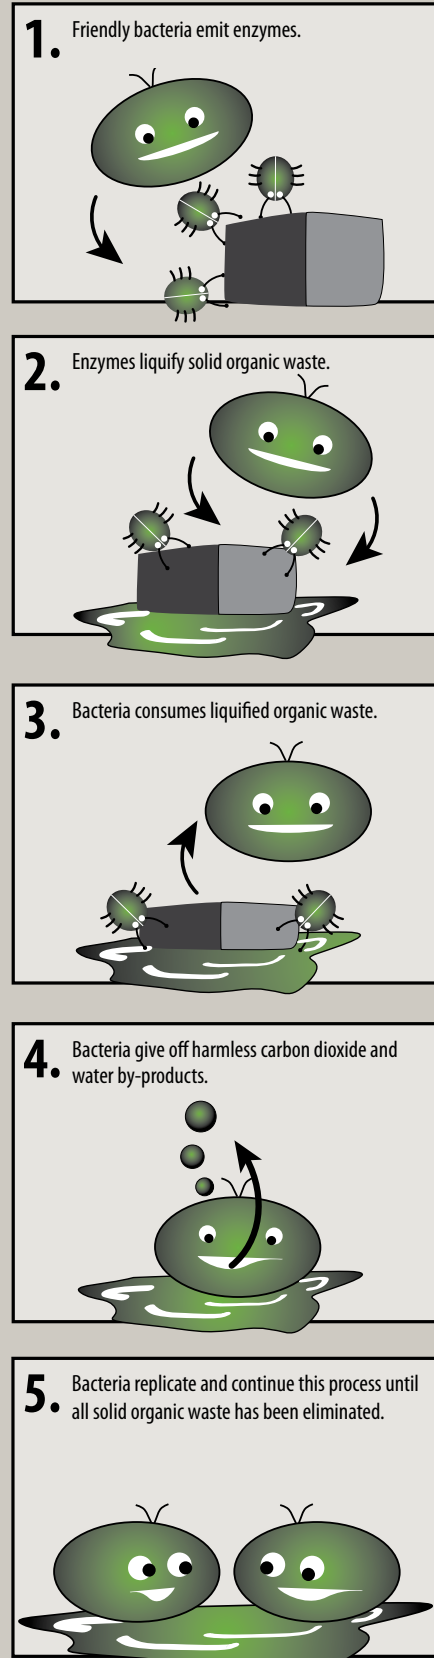 1. Friendly bacteria emit enzymes.
2. Enzymes liquify solid organic waste.
3. Bacteria consumes liquified organic waste.
4. Bacteria give off harmless carbon dioxide and
water by-products.
5. Bacteria replicate and continue this process until
all solid organic waste has been eliminated.